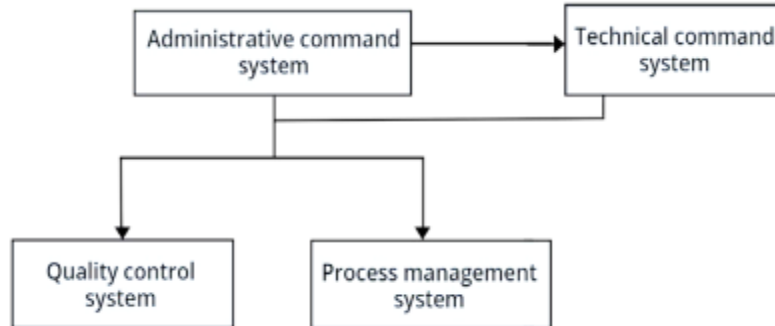 Administrative command
system
Technical command
system
Quality control
system
Process management
system